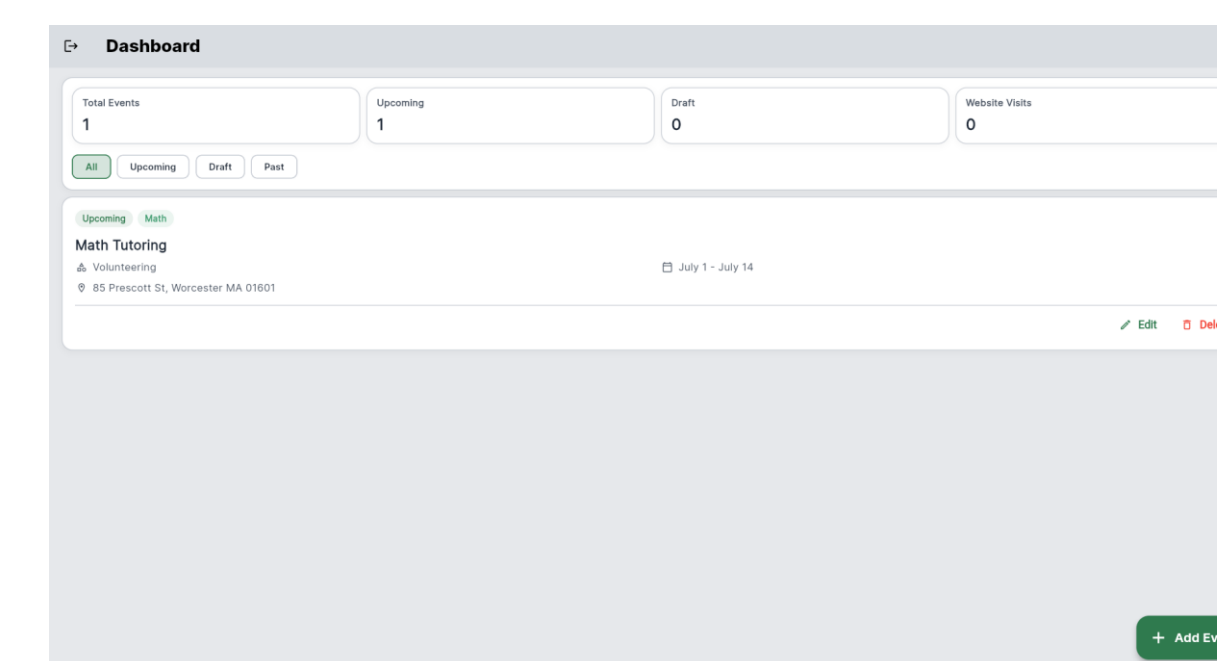 Dashboard
Total Events
1
Upcoming
1
Draft
0
Website Visits
0
All Upcoming Draft Past
Upcoming Math
Math Tutoring
Volunteering
July 1 - July 14
85 Prescott St, Worcester MA 01601
Edit
+ Add